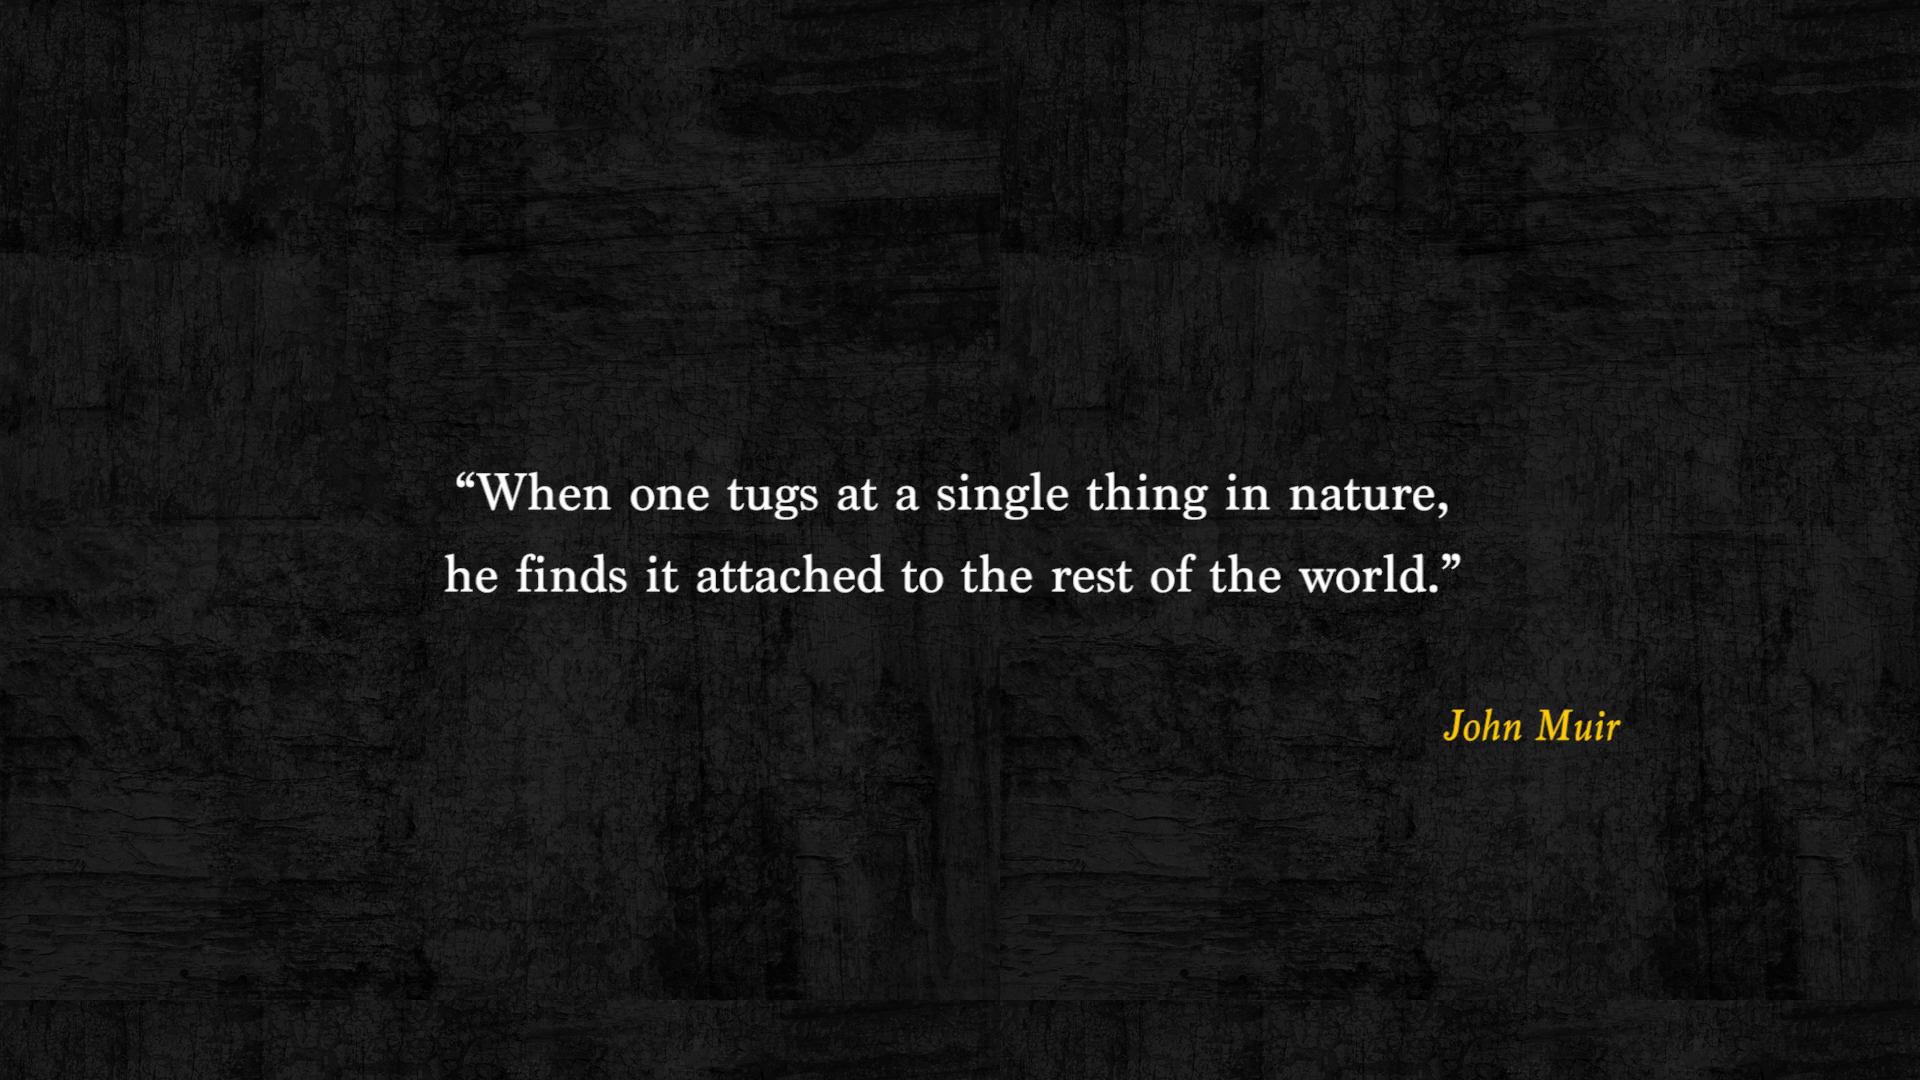 “When one tugs at a single thing in nature,
he finds it attached to the rest of the world.”
John Muir